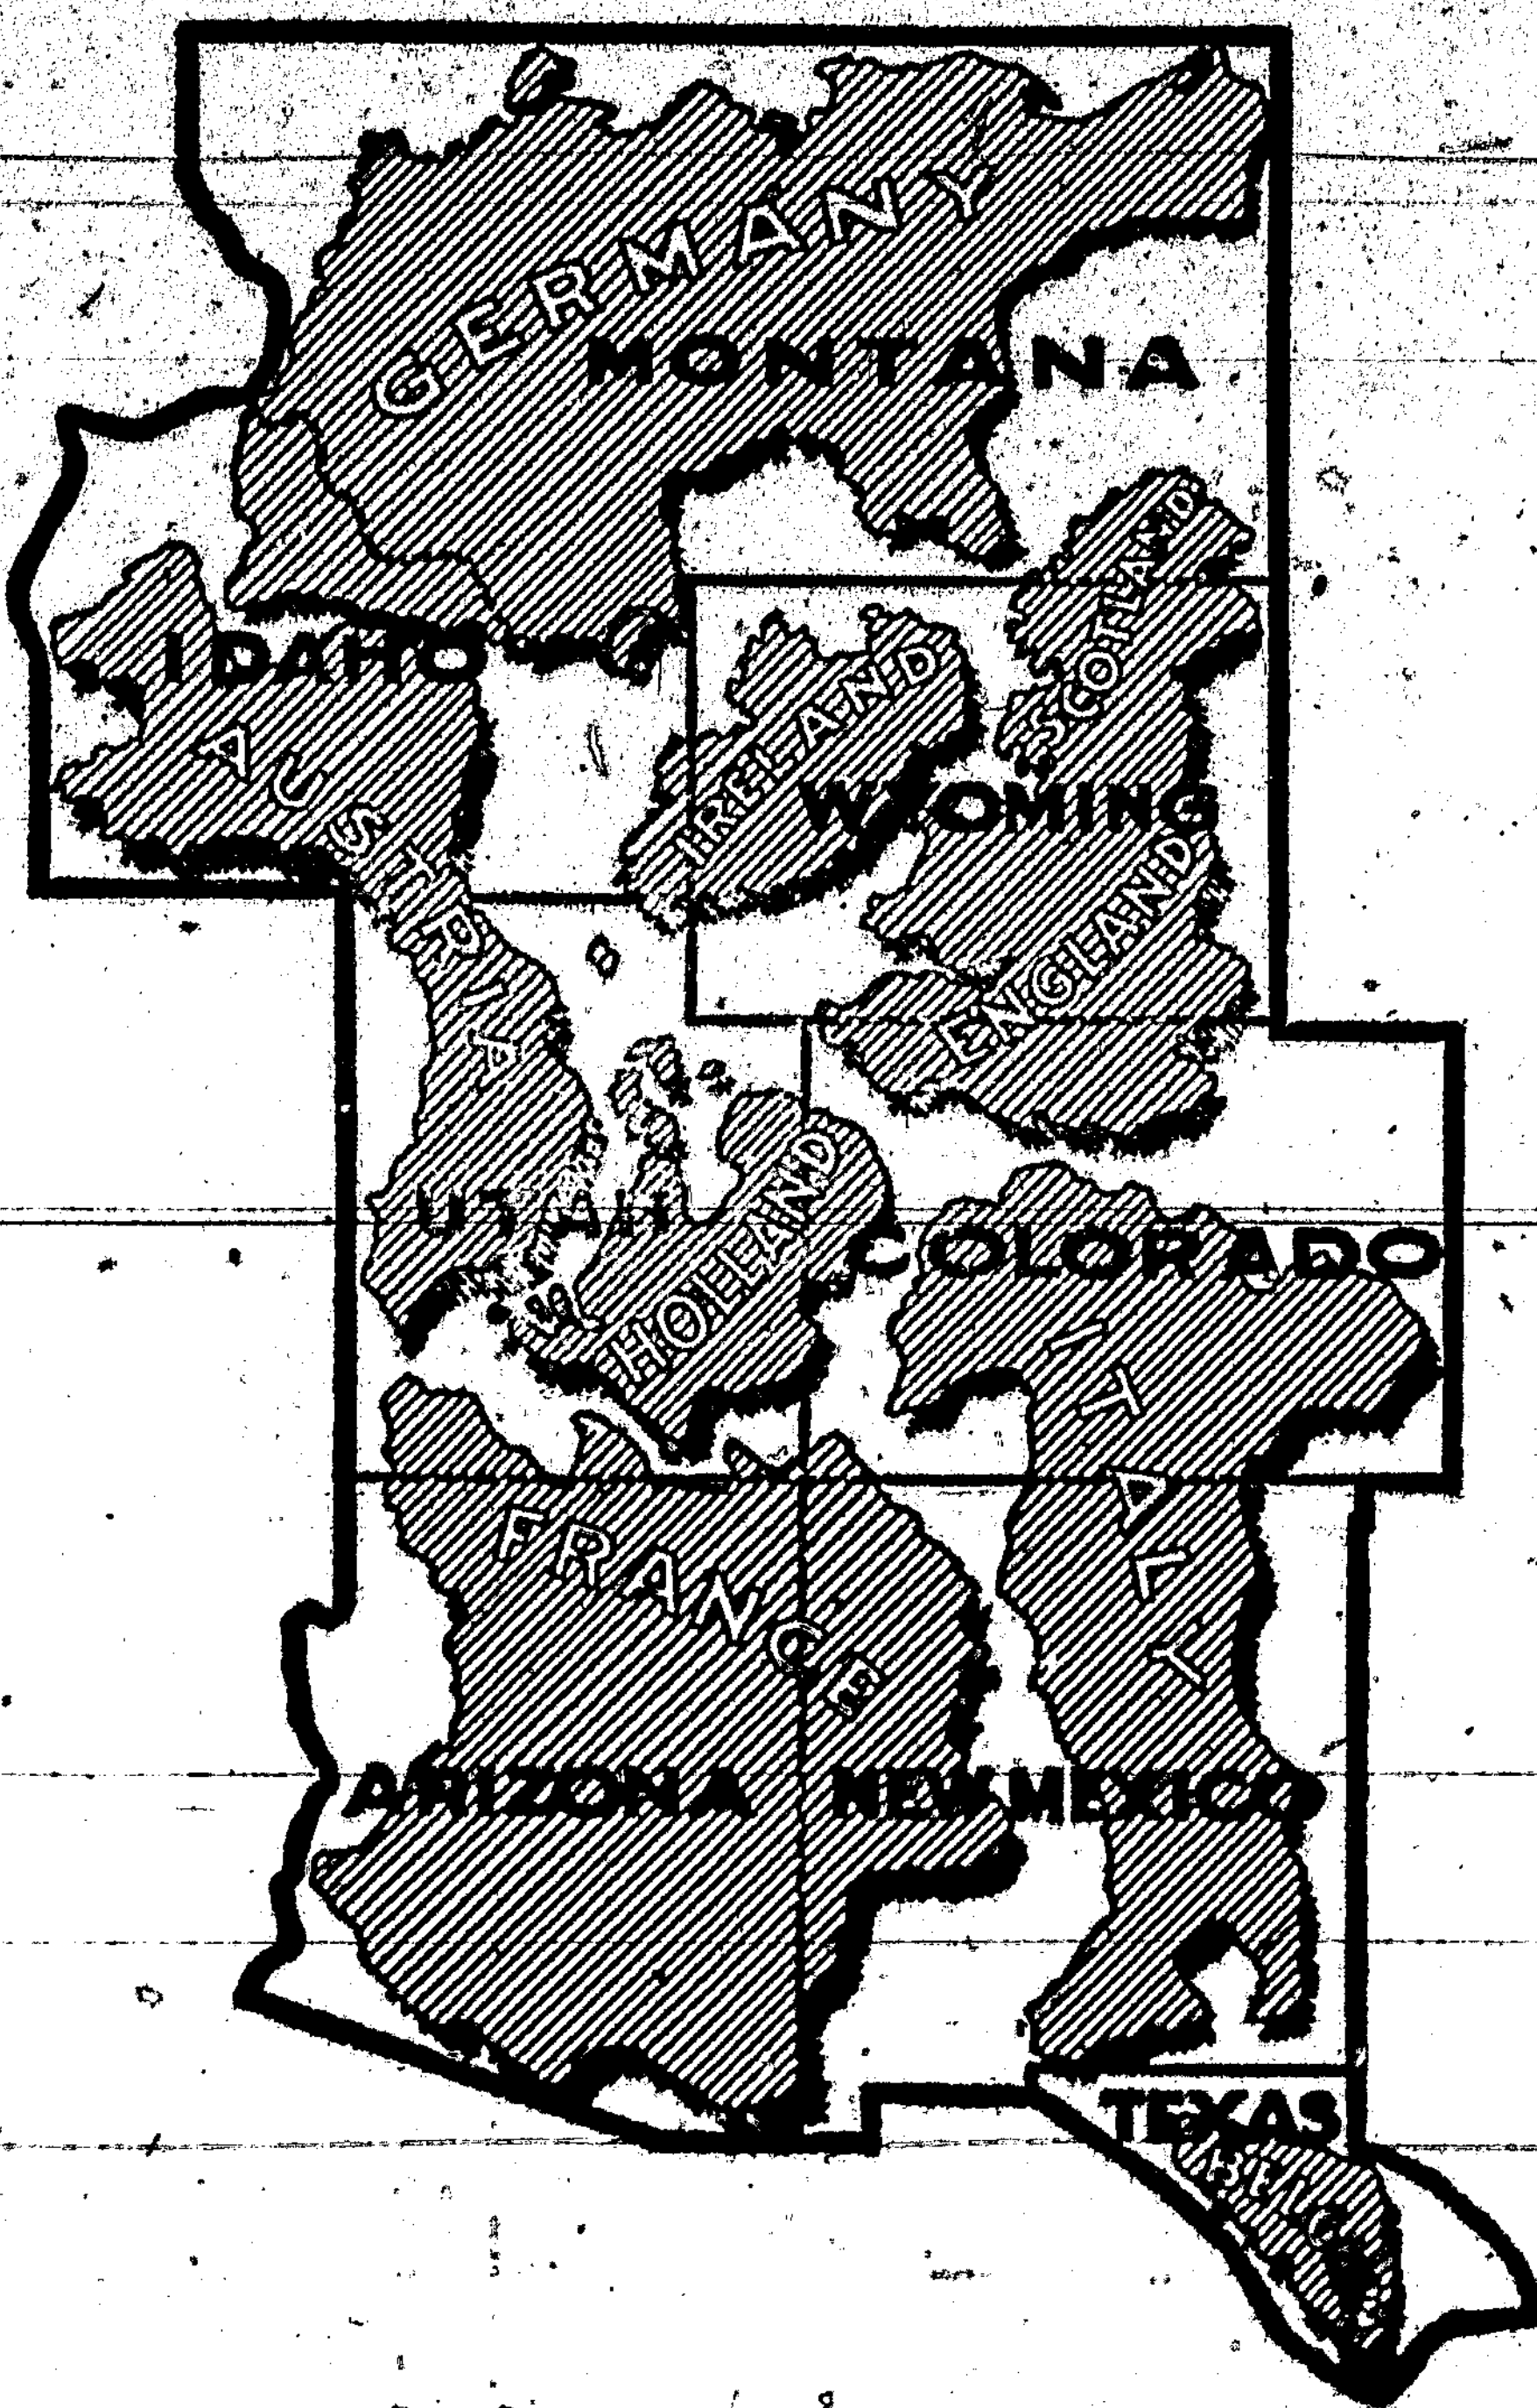 GERMANY
MONTANA
SCOTLAND
IDAHO
IRELAND
AUSTRIA
WYOMING
ENGLAND
UTAH
HOLLAND
COLORADO
ITALY
FRANCE
ARIZONA
NEW MEXICO
TEXAS